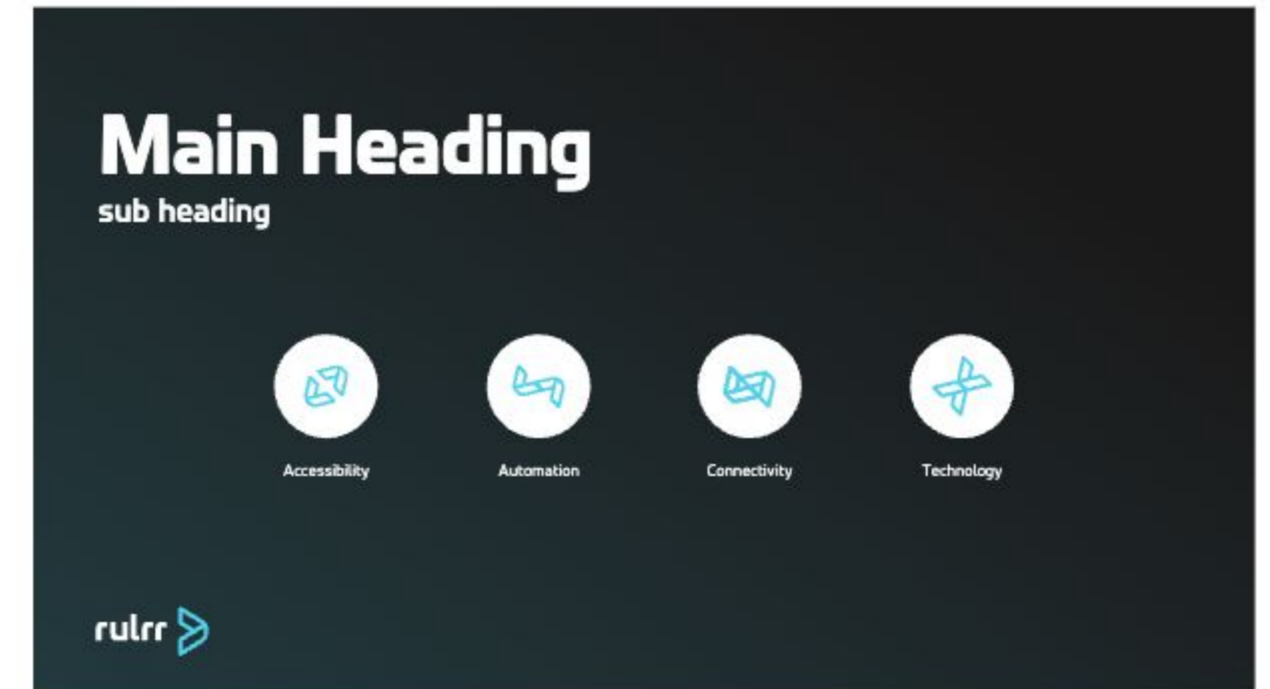 Main Heading
sub heading
Accessibility
Automation
Connectivity
Technology
rulrr